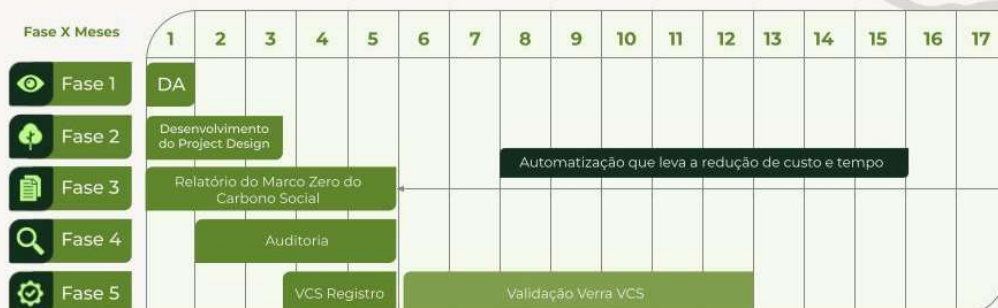 Fase X Meses
1 2 3 4 5 6 7 8 9 10 11 12 13 14 15 16 17
Fase 1
DA
Fase 2
Desenvolvimento
do Project Design
Automatização que leva a redução de custo e tempo
Fase 3
Relatório do Marco Zero do
Carbono Social
Fase 4
Auditoria
Fase 5
VCS Registro
Validação Verra VCS